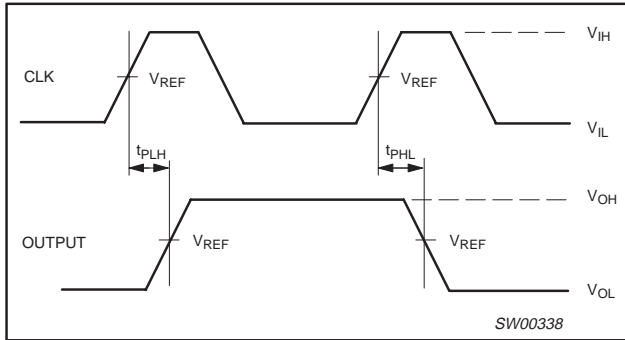 V_IH
CLK
V_REF
V_REF
V_IL
t_PLH
t_PHL
V_OH
OUTPUT
V_REF
V_REF
V_OL
SW00338